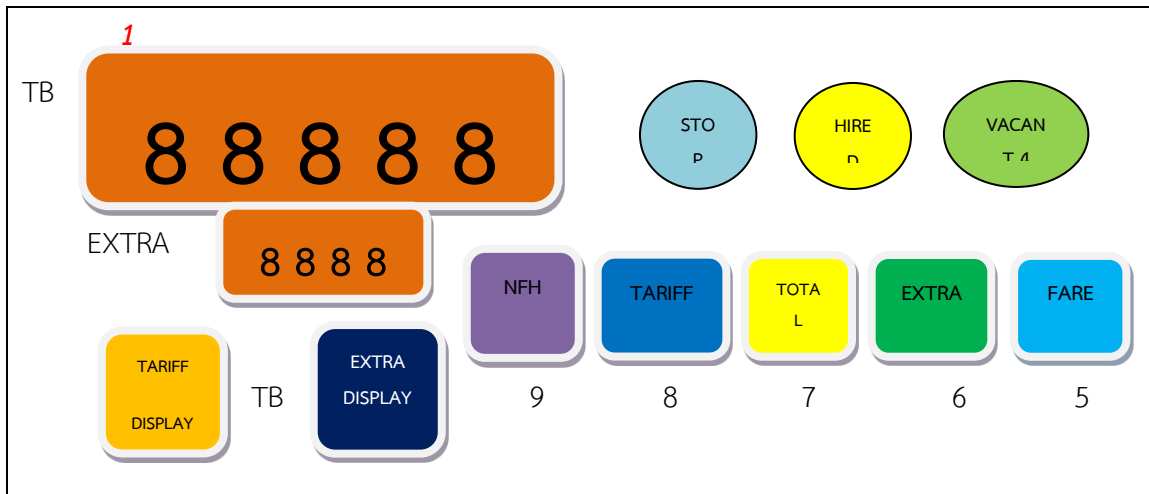 1
TB
8 8 8 8 8
STO
P
HIRE
D
VACAN
T 4
EXTRA
8 8 8 8
NFH
TARIFF
TOTA
L
EXTRA
FARE
TARIFF
DISPLAY
TB
EXTRA
DISPLAY
9
8
7
6
5